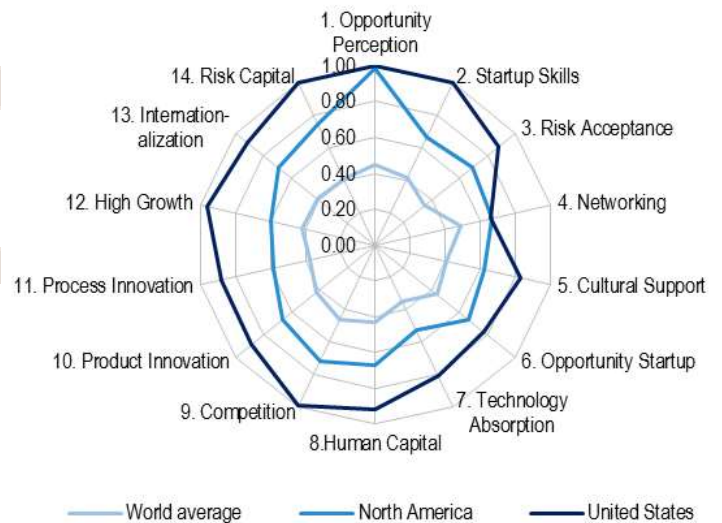 1. Opportunity
Perception
1.00
14. Risk Capital
2. Startup Skills
0.80
13. Internation-
alization
0.60
3. Risk Acceptance
0.40
12. High Growth
0.20
4. Networking
0.00
11. Process Innovation
5. Cultural Support
10. Product Innovation
6. Opportunity Startup
9. Competition
7. Technology
Absorption
8.Human Capital
World average
North America
United States